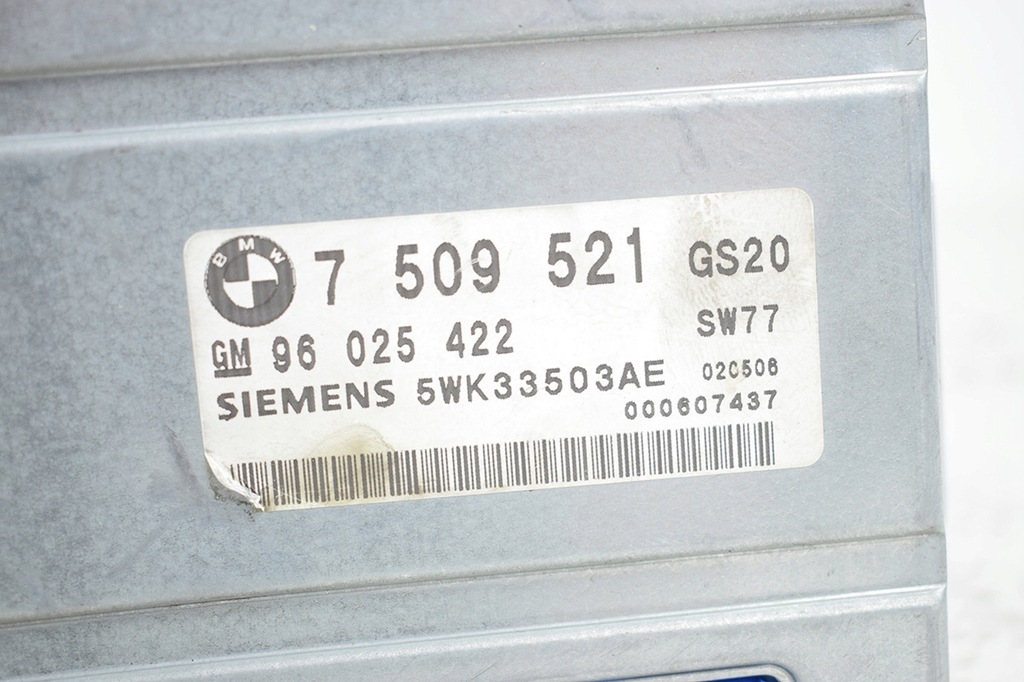 BMW 7 509 521 GS20
GM 96 025 422 SW77
SIEMENS 5WK33503AE 020506
000607437